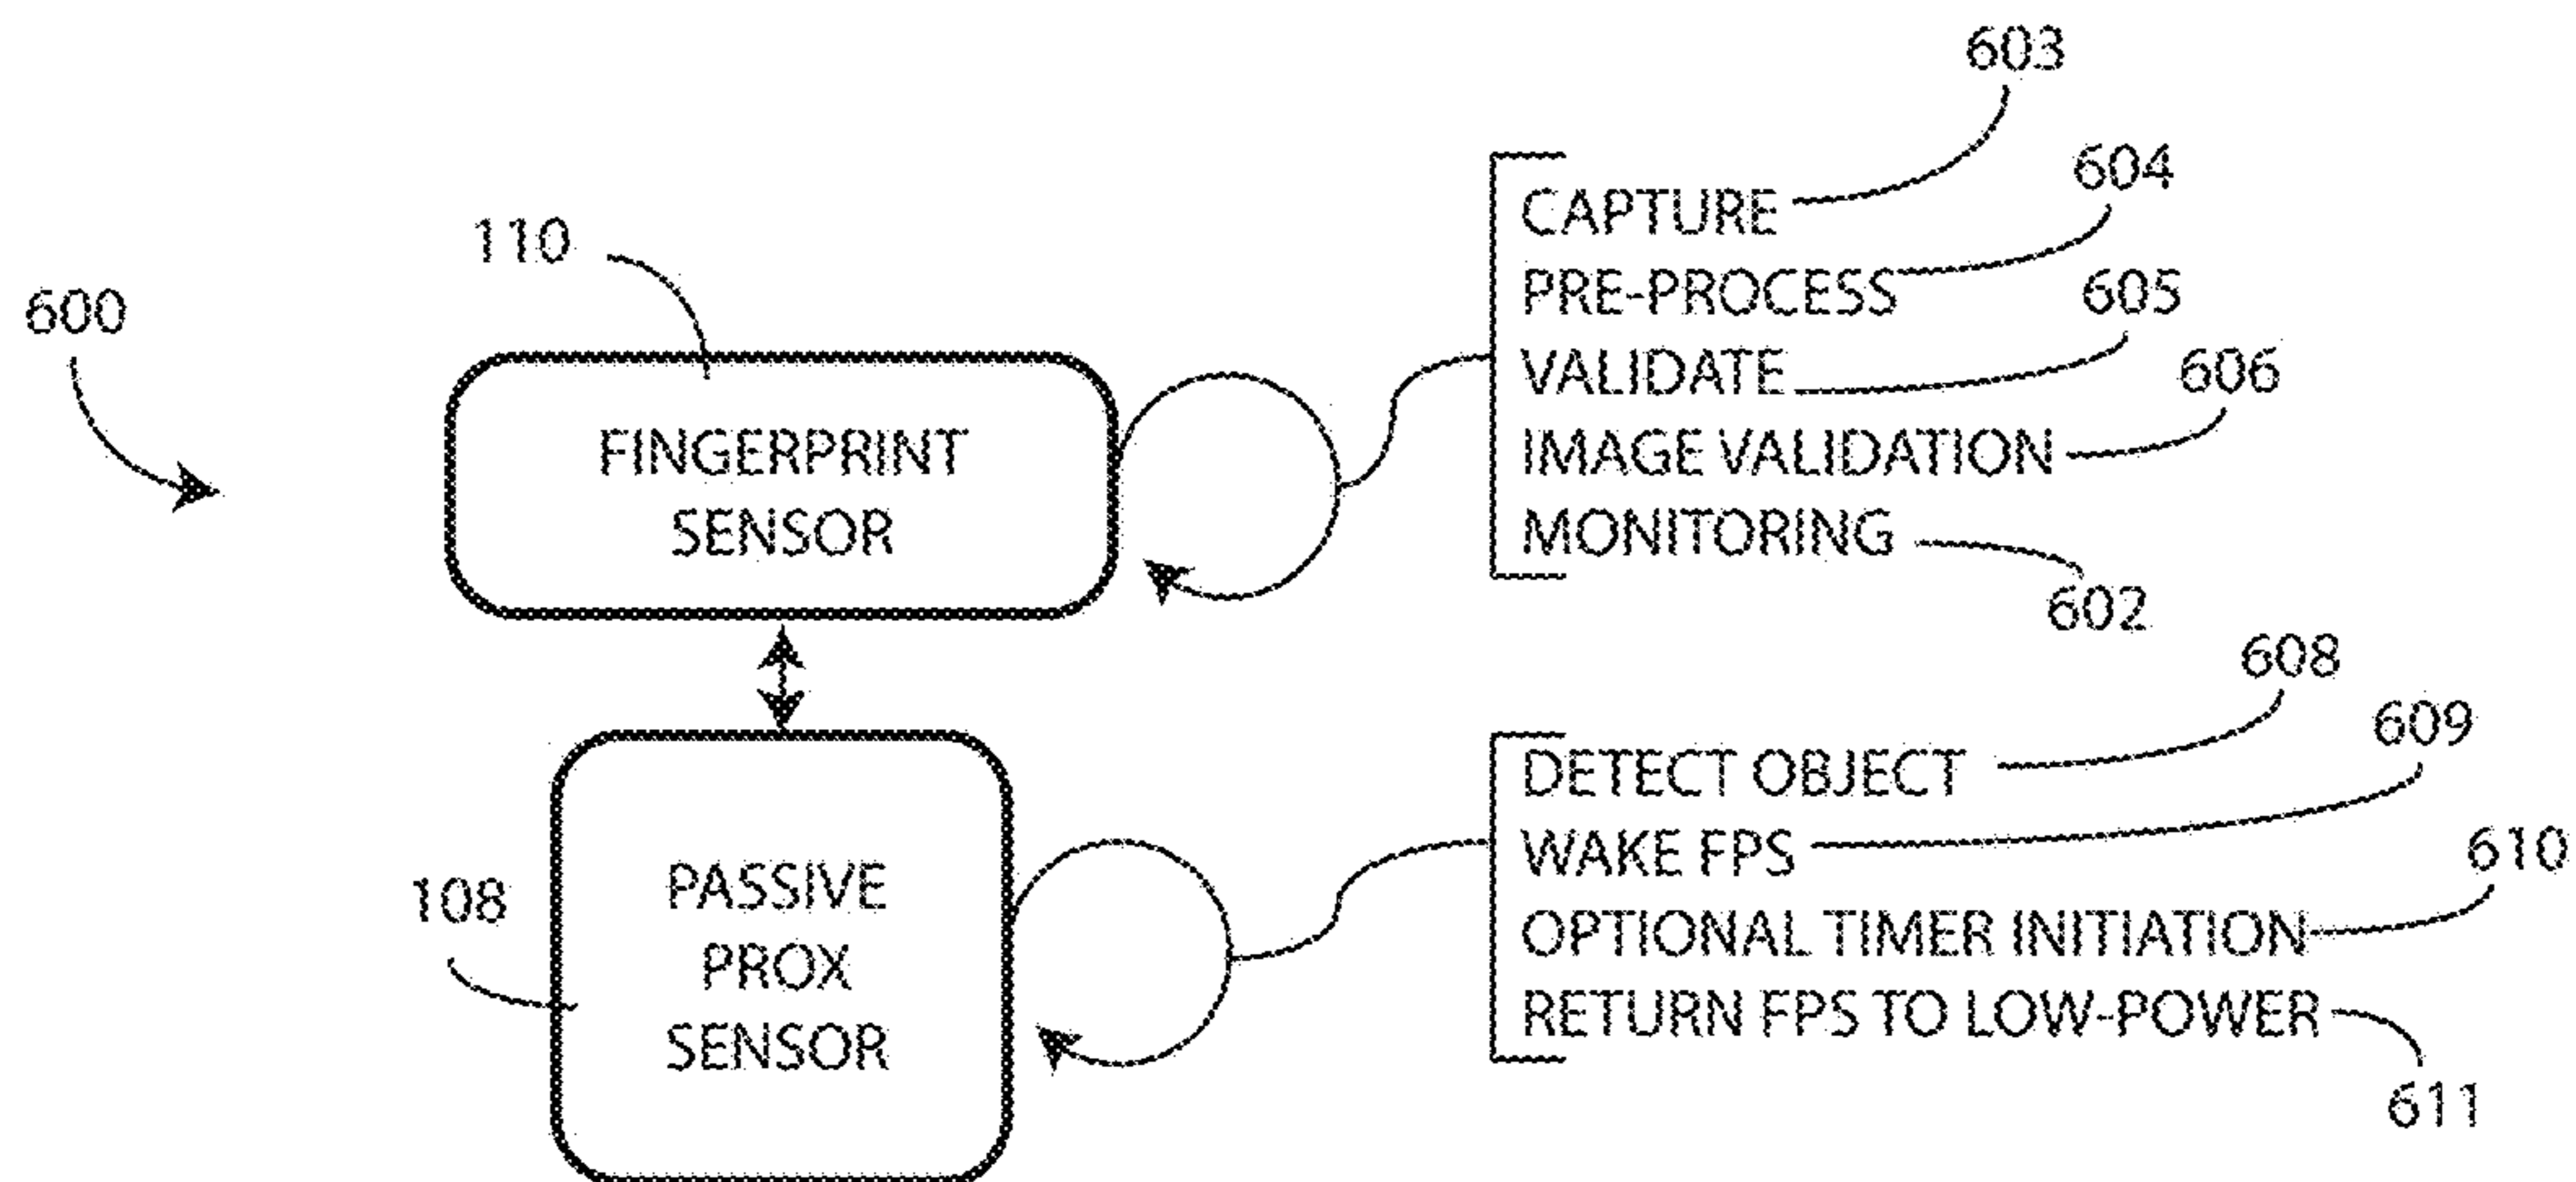 603
CAPTURE
604
PRE-PROCESS
110
605
600
VALIDATE
606
FINGERPRINT
SENSOR
IMAGE VALIDATION
MONITORING
602
608
609
DETECT OBJECT
WAKE FPS
610
108
PASSIVE
PROX
SENSOR
OPTIONAL TIMER INITIATION
RETURN FPS TO LOW-POWER
611